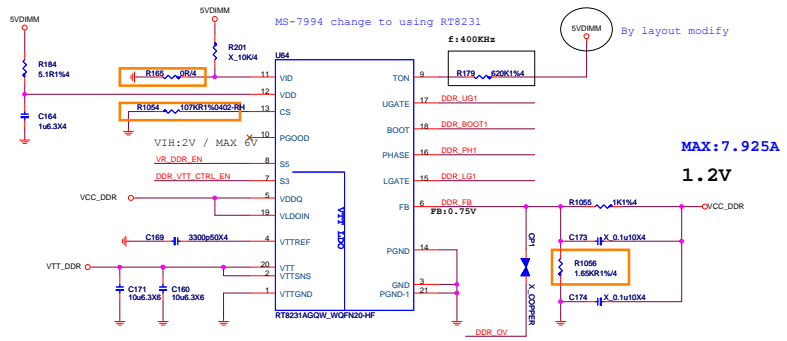 MS-7994 change to using RT8231
5VDIMM
5VDIMM
5VDIMM
By layout modify
f:400KHz
R184
5.1R1%4
R201
X_10K/4
U64
R165
0R/4
11
VID
TON
9
R179
620K1%4
12
VDD
R1054
107KR1%0402-RH
13
CS
UGATE
17
DDR_UG1
C164
1u6.3X4
10
PGOOD
BOOT
18
DDR_BOOT1
VIH:2V / MAX 6V
VR_DDR_EN
8
S5
PHASE
16
DDR_PH1
MAX:7.925A
DDR_VTT_CTRL_EN
7
S3
LGATE
15
DDR_LG1
1.2V
VCC_DDR
5
VDDQ
FB
6
DDR_FB
FB:0.75V
R1055
1K1%4
VCC_DDR
19
VLDOIN
VTT LDO
C169
3300p50X4
4
VTTREF
CP1
C173
X_0.1u10X4
PGND
14
R1056
1.65KR1%/4
VTT_DDR
20
VTT
2
VTTSNS
GND
3
C171
10u6.3X6
C160
10u6.3X6
1
VTTGND
PGND-1
21
X_COPPER
C174
X_0.1u10X4
RT8231AGQW_WQFN20-HF
DDR_OV